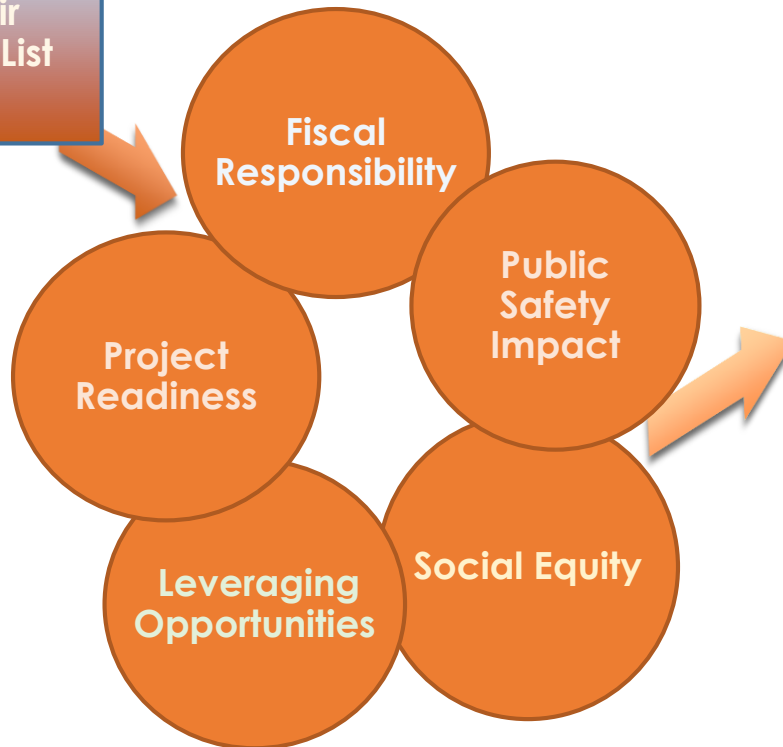 ir
List
Fiscal
Responsibility
Public
Safety
Impact
Project
Readiness
Social Equity
Leveraging
Opportunities